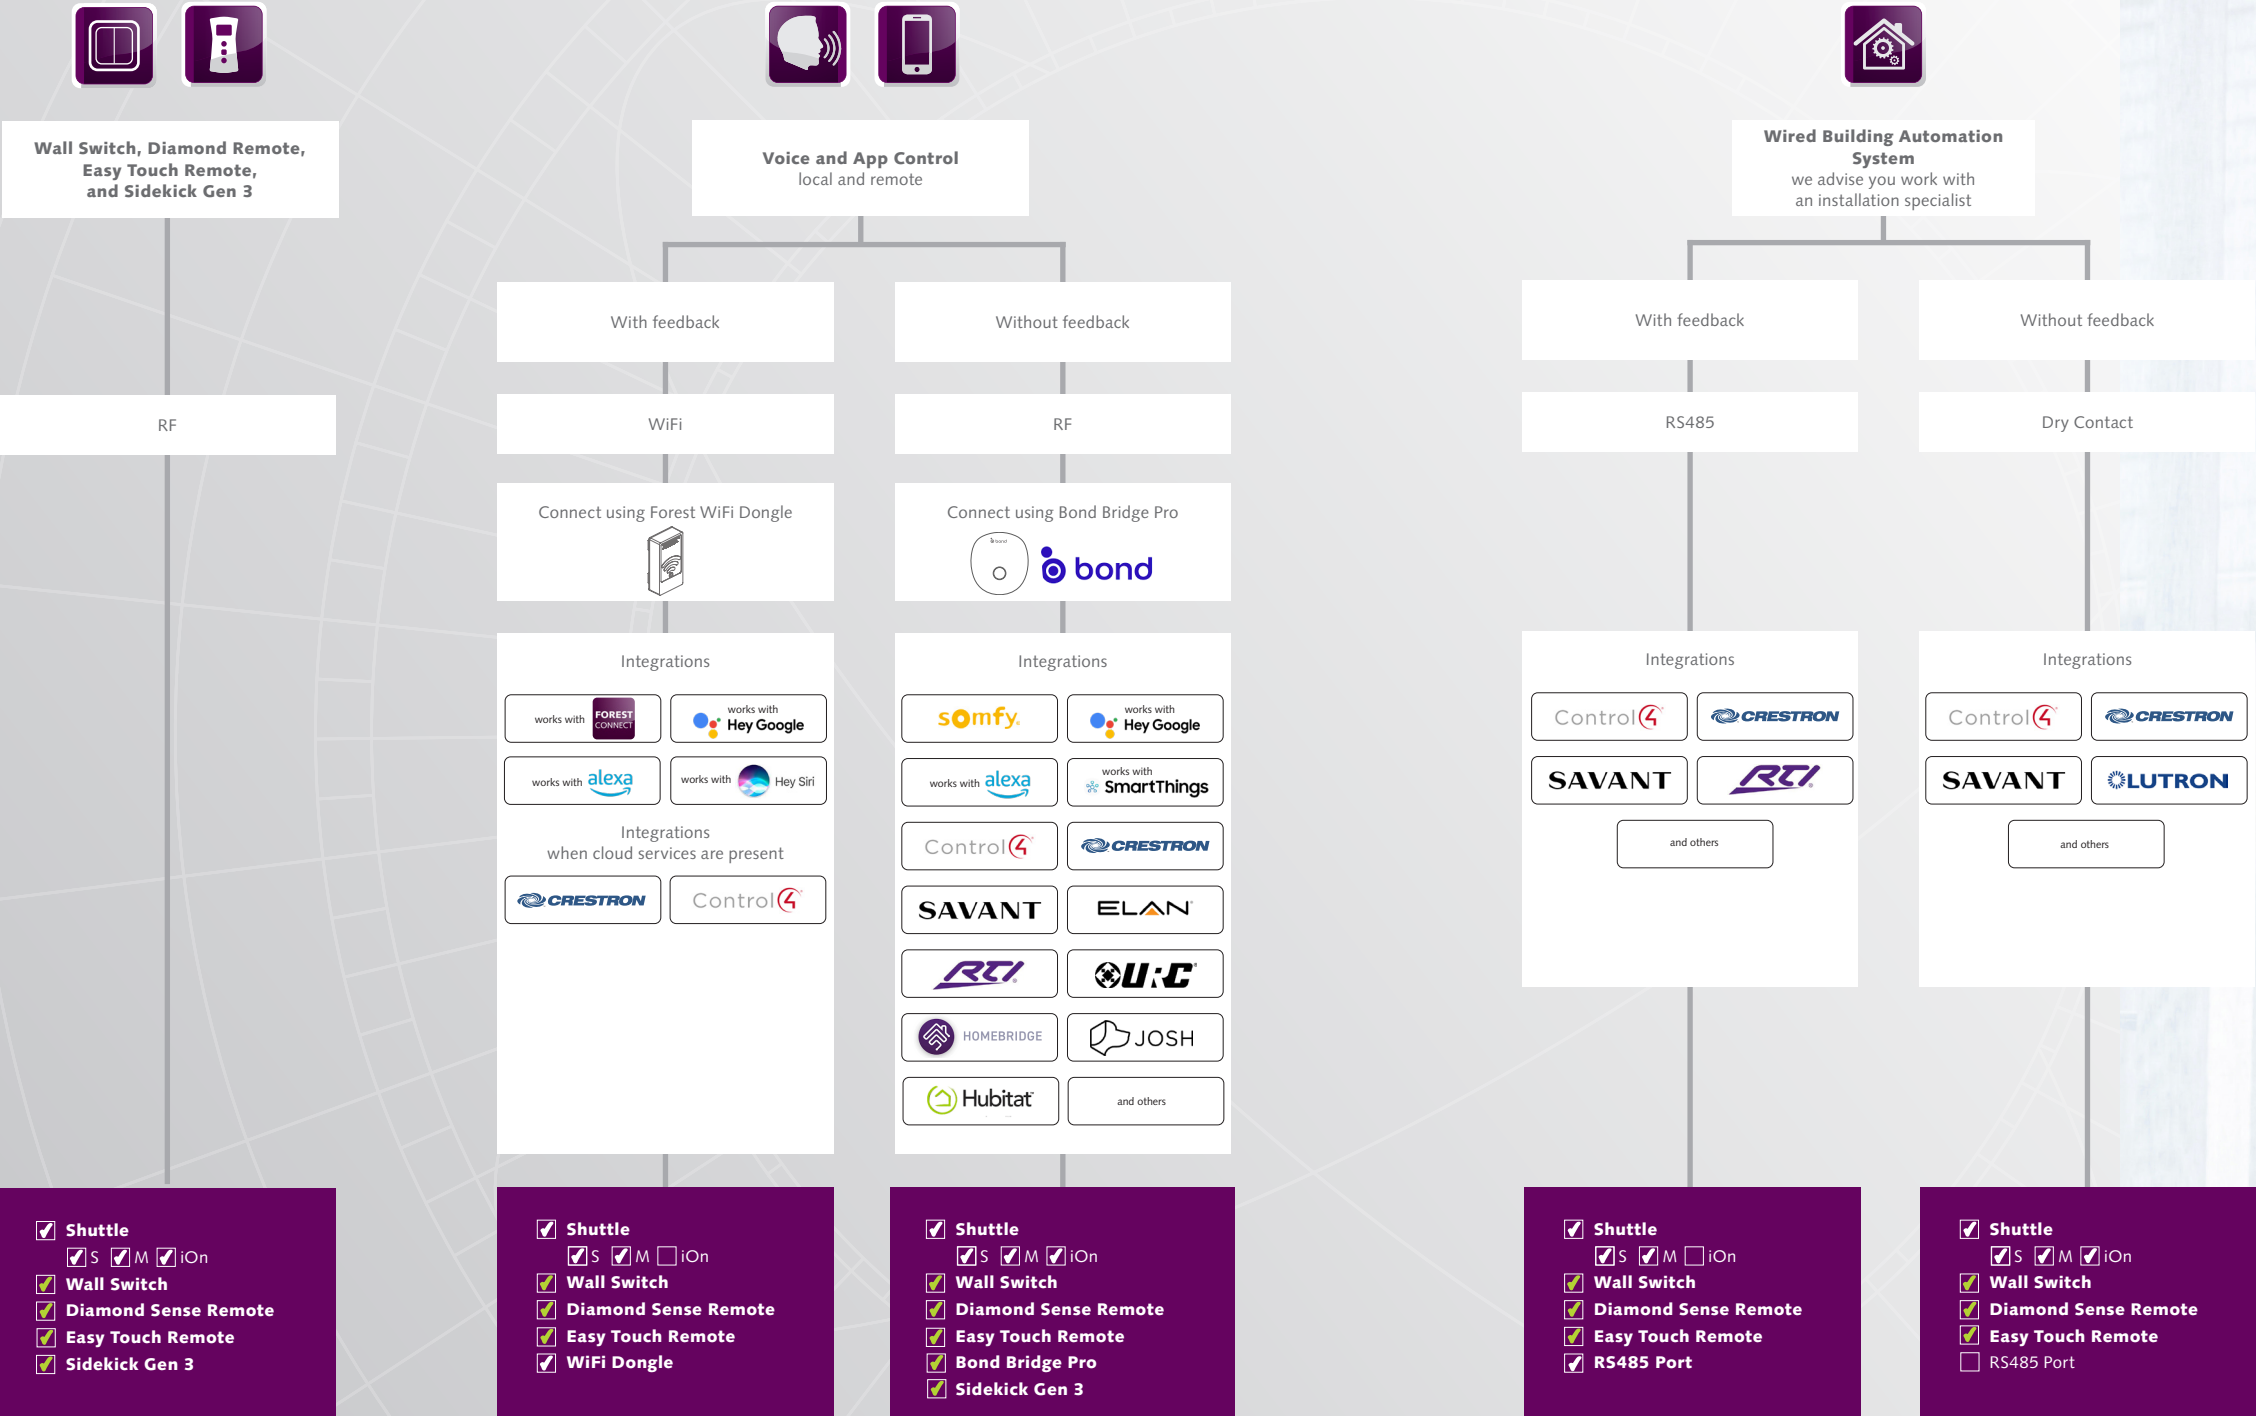 Wall Switch, Diamond Remote,
Easy Touch Remote,
and Sidekick Gen 3
RF
Shuttle
S M iOn
Wall Switch
Diamond Sense Remote
Easy Touch Remote
Sidekick Gen 3
Voice and App Control
local and remote
With feedback
WiFi
Connect using Forest WiFi Dongle
Integrations
works with FOREST CONNECT
works with Hey Google
works with alexa
works with Hey Siri
Integrations
when cloud services are present
CRESTRON
Control4
Shuttle
S M iOn
Wall Switch
Diamond Sense Remote
Easy Touch Remote
WiFi Dongle
Without feedback
RF
Connect using Bond Bridge Pro
bond
bond
Integrations
somfy.
works with Hey Google
works with alexa
works with SmartThings
Control4
CRESTRON
SAVANT
ELAN
RTI
URC
HOMEBRIDGE
JOSH
Hubitat
and others
Shuttle
S M iOn
Wall Switch
Diamond Sense Remote
Easy Touch Remote
Bond Bridge Pro
Sidekick Gen 3
Wired Building Automation
System
we advise you work with
an installation specialist
With feedback
RS485
Integrations
Control4
CRESTRON
SAVANT
RTI
and others
Shuttle
S M iOn
Wall Switch
Diamond Sense Remote
Easy Touch Remote
RS485 Port
Without feedback
Dry Contact
Integrations
Control4
CRESTRON
SAVANT
LUTRON
and others
Shuttle
S M iOn
Wall Switch
Diamond Sense Remote
Easy Touch Remote
RS485 Port